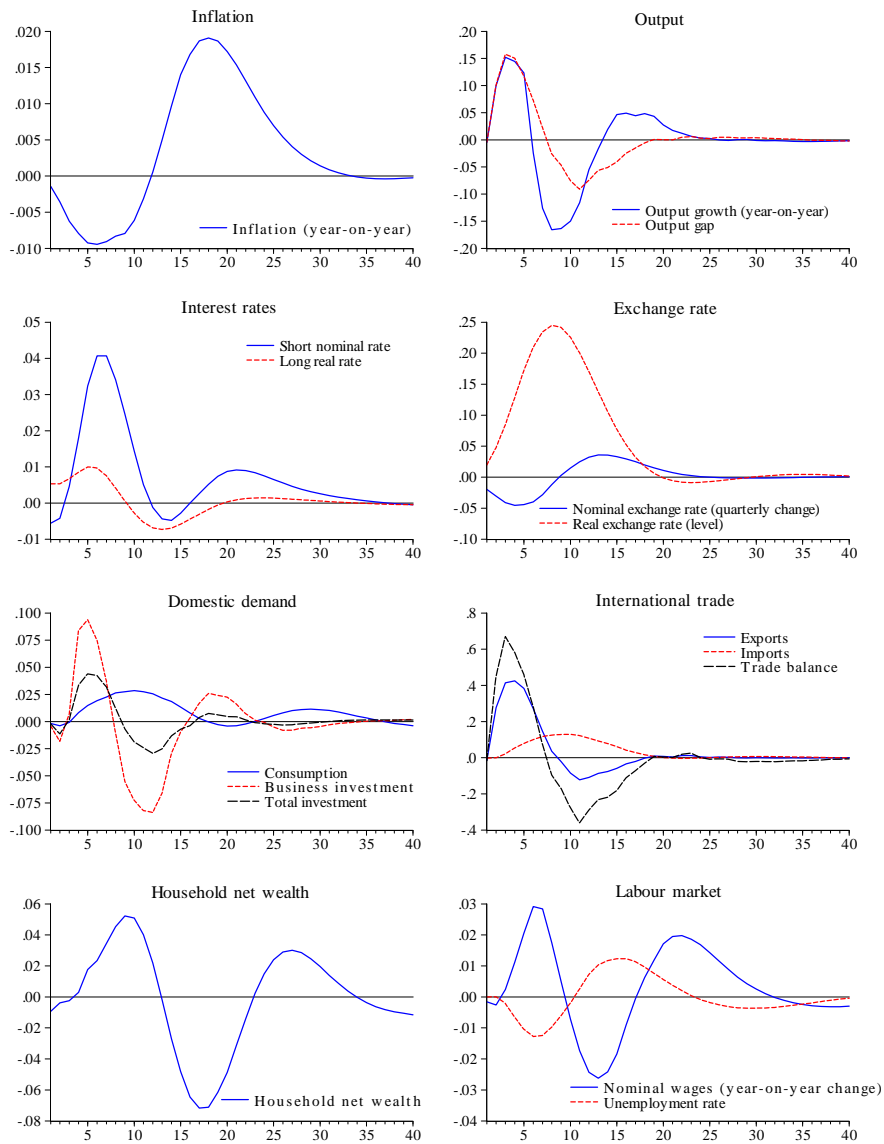 Inflation
.020
.015
.010
.005
.000
-.005
-.010
Inflation (year-on-year)
5 10 15 20 25 30 35 40
Output
.20
.15
.10
.05
.00
-.05
-.10
-.15
-.20
Output growth (year-on-year)
Output gap
5 10 15 20 25 30 35 40
Interest rates
.05
.04
.03
.02
.01
.00
-.01
Short nominal rate
Long real rate
5 10 15 20 25 30 35 40
Exchange rate
.25
.20
.15
.10
.05
.00
-.05
-.10
Nominal exchange rate (quarterly change)
Real exchange rate (level)
5 10 15 20 25 30 35 40
Domestic demand
.100
.075
.050
.025
.000
-.025
-.050
-.075
-.100
Consumption
Business investment
Total investment
5 10 15 20 25 30 35 40
International trade
.8
.6
.4
.2
.0
-.2
-.4
Exports
Imports
Trade balance
5 10 15 20 25 30 35 40
Household net wealth
.06
.04
.02
.00
-.02
-.04
-.06
-.08
Household net wealth
5 10 15 20 25 30 35 40
Labour market
.03
.02
.01
.00
-.01
-.02
-.03
-.04
Nominal wages (year-on-year change)
Unemployment rate
5 10 15 20 25 30 35 40